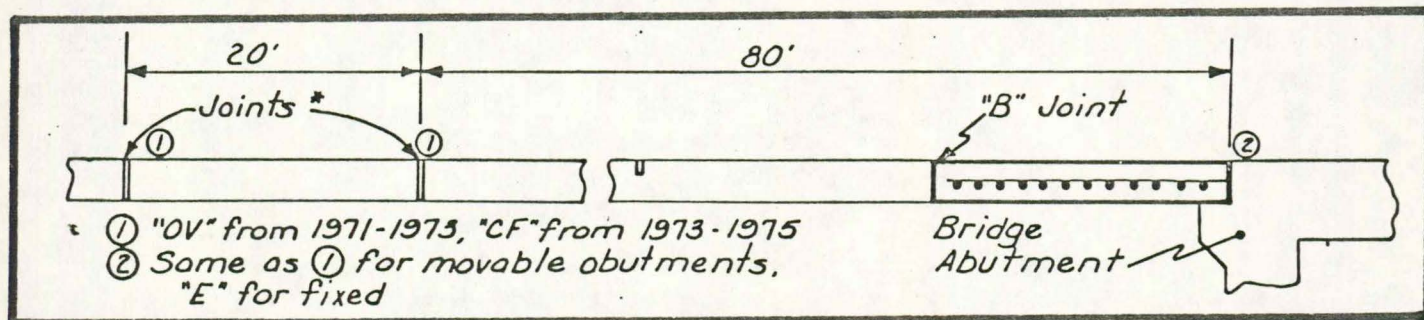 20' 80'
Joints * "B" Joint
① ① ②
① "OV" from 1971-1973, "CF" from 1973-1975
② Same as ① for movable abutments,
"E" for fixed
Bridge
Abutment